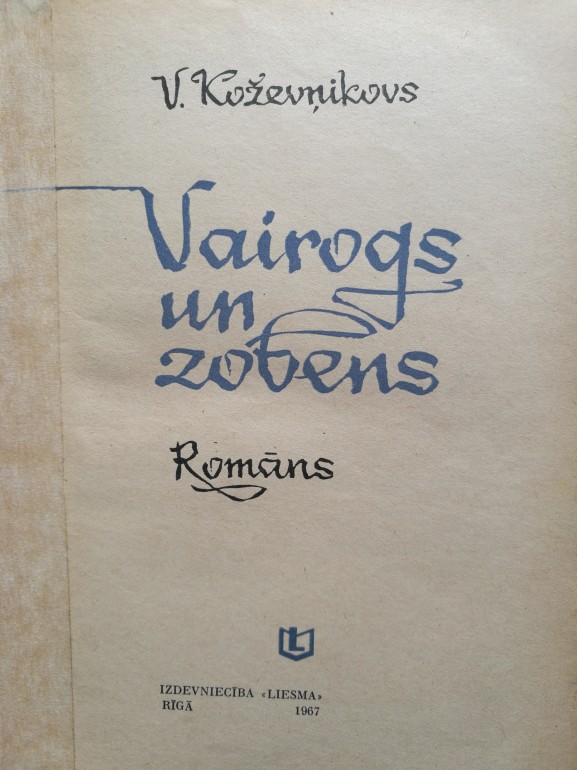 V. Koževņikovs
Vairogs
un
zobens
Romāns
L
IZDEVNIECĪBA «LIESMA»
RĪGĀ 1967